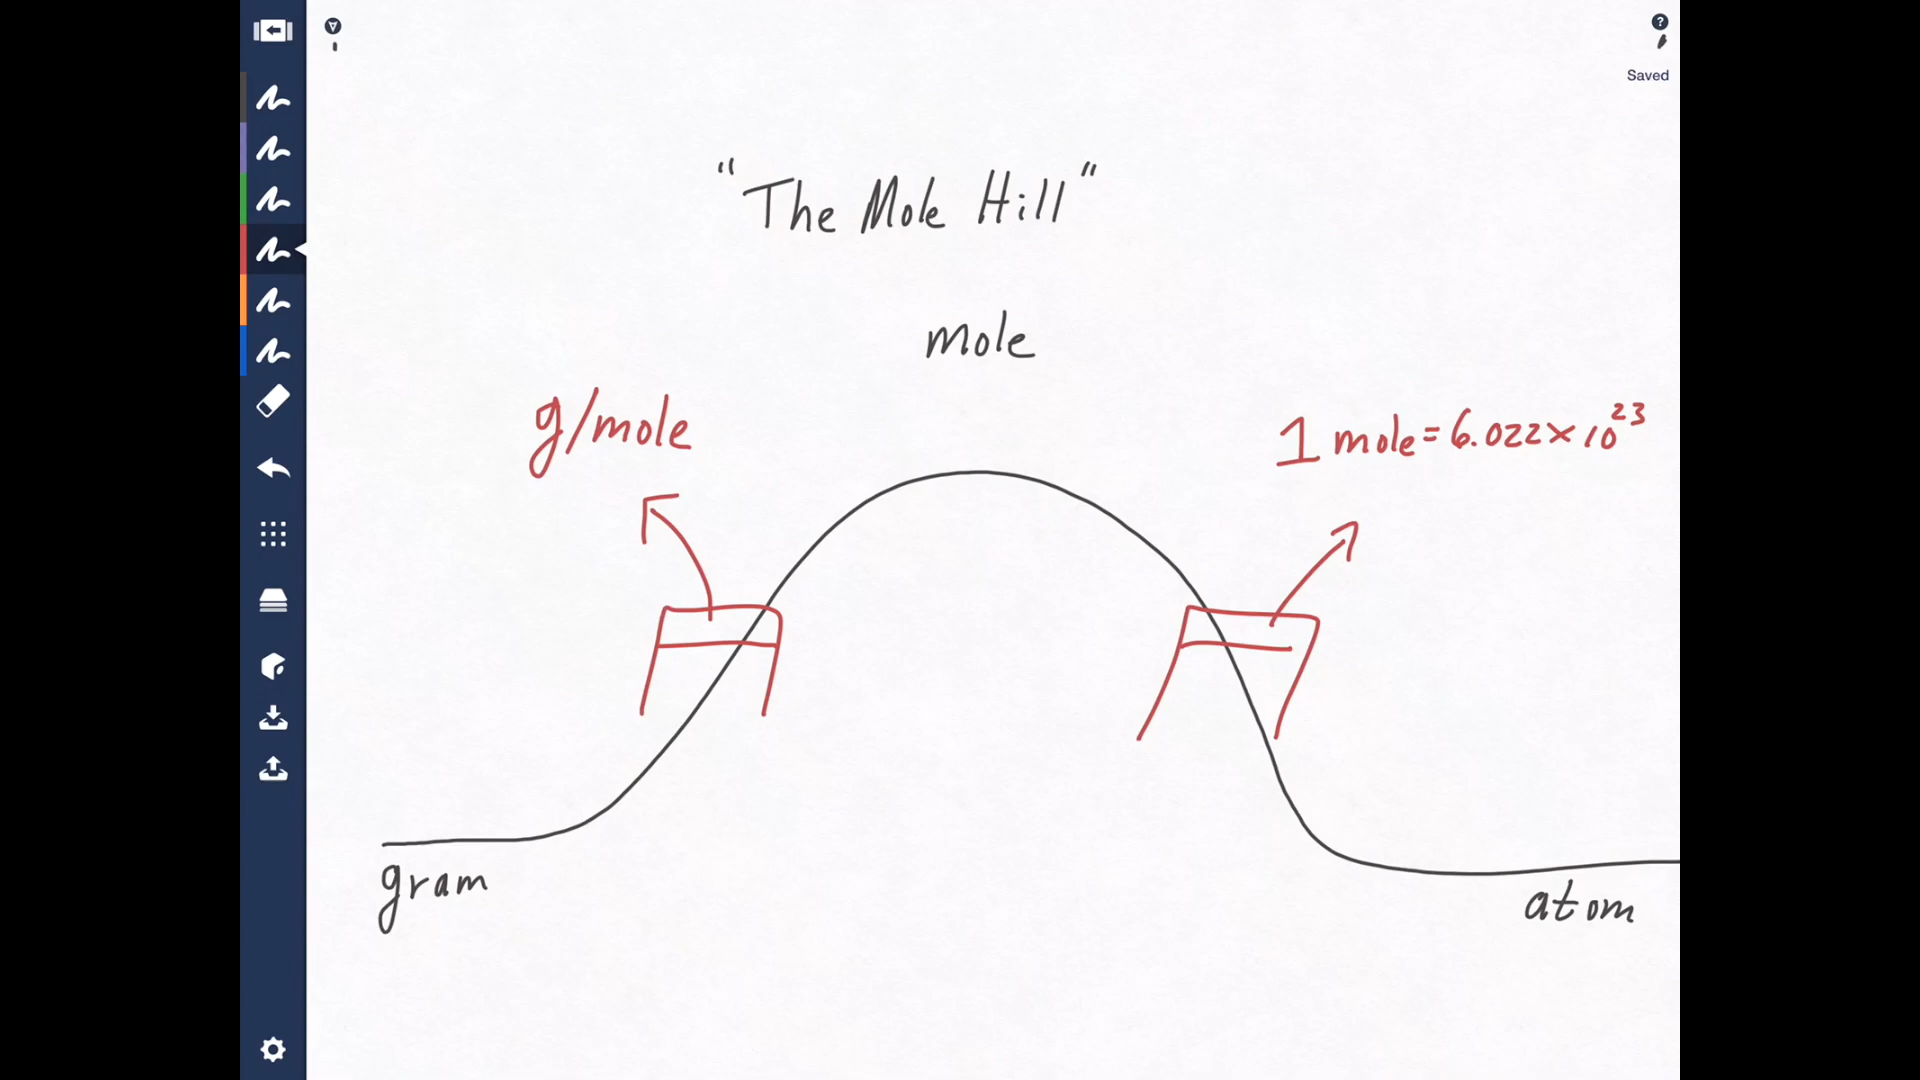 Saved
"The Mole Hill"
mole
g/mole
1 mole = 6.022 × 10²³
gram
atom